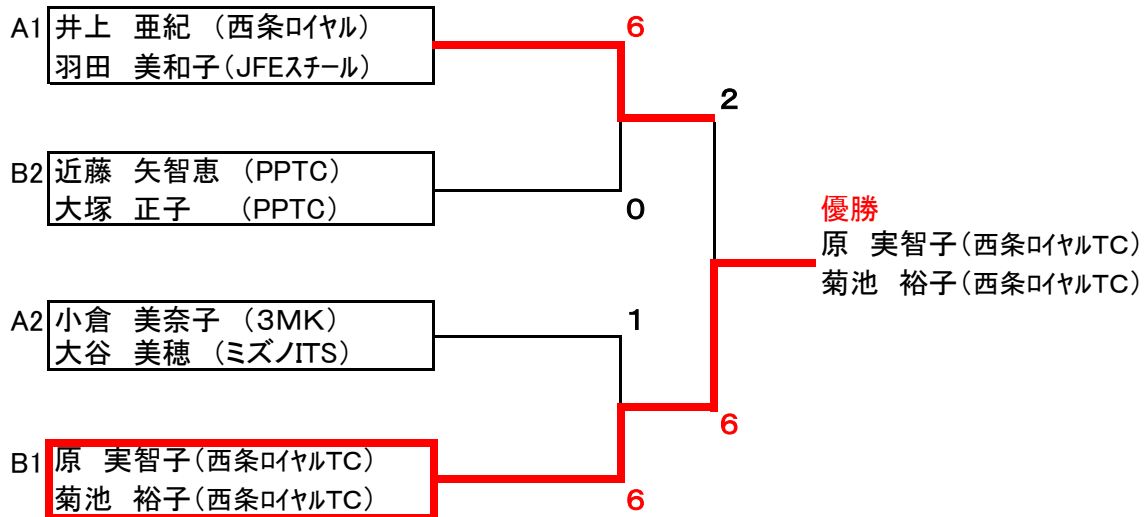 A1 井上　亜紀　（西条ﾛｲﾔﾙ）
羽田　美和子（JFEｽﾁｰﾙ）
6
2
B2 近藤　矢智恵　（PPTC）
大塚　正子　　（PPTC）
0
優勝
原　実智子（西条ﾛｲﾔﾙTC）
菊池　裕子（西条ﾛｲﾔﾙTC）
A2 小倉　美奈子　（3MK）
大谷　美穂　（ミズノITS）
1
6
B1 原　実智子（西条ﾛｲﾔﾙTC）
菊池　裕子（西条ﾛｲﾔﾙTC）
6